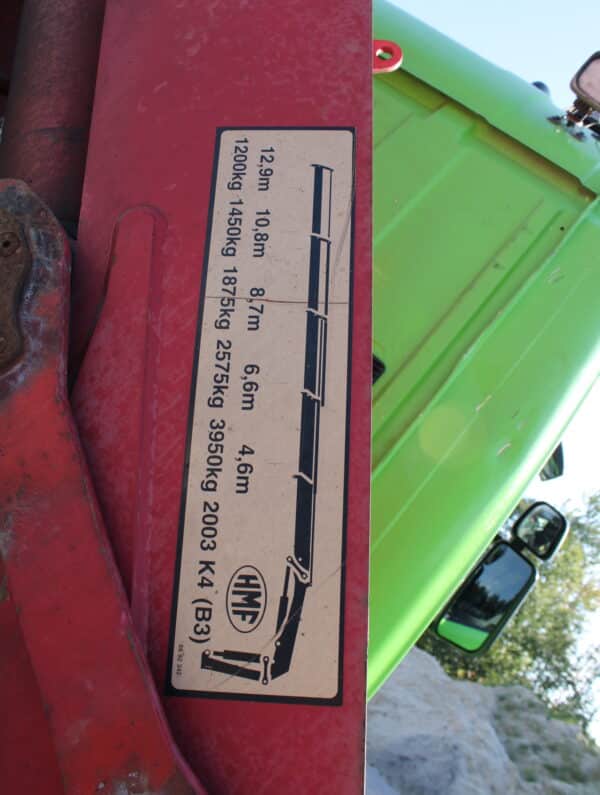 12,9m 10,8m 8,7m 6,6m 4,6m
1200kg 1450kg 1875kg 2575kg 3950kg 2003 K4 (B3)
HMF